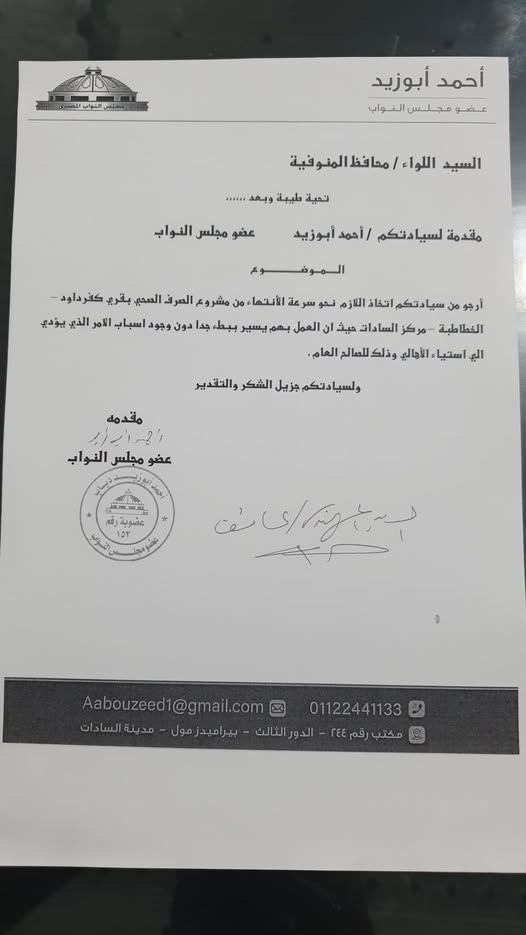 أحمد أبوزيد
عضو مجلس النواب
مجلس النواب المصري
السيد اللواء / محافظ المنوفية
تحية طيبة وبعد ،،،،،،
مقدمة لسيادتكم / أحمد أبوزيد عضو مجلس النواب
الموضوع
أرجو من سيادتكم اتخاذ اللازم نحو سرعة الأنتهاء من مشروع الصرف الصحي بقري كفرداود –
الخطاطبة – مركز السادات حيث ان العمل بهم يسير ببطء جدا دون وجود اسباب الامر الذي يؤدي
الي استياء الأهالي وذلك للصالح العام .
ولسيادتكم جزيل الشكر والتقدير
مقدمه
عضو مجلس النواب
أحمد أبوزيد دياب
عضوية رقم
١٥٢
عضو مجلس النواب
Aabouzeed1@gmail.com 01122441133
مكتب رقم ٢٤٤ - الدور الثالث - بيراميدز مول - مدينة السادات